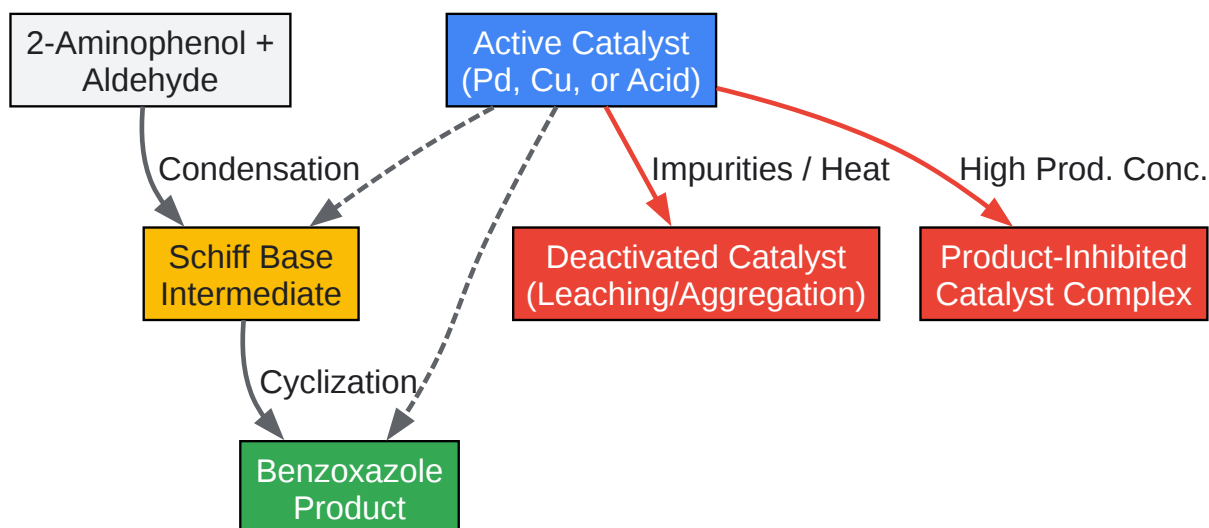 2-Aminophenol +
Aldehyde
Active Catalyst
(Pd, Cu, or Acid)
Condensation
Impurities / Heat
High Prod. Conc.
Schiff Base
Intermediate
Deactivated Catalyst
(Leaching/Aggregation)
Product-Inhibited
Catalyst Complex
Cyclization
Benzoxazole
Product